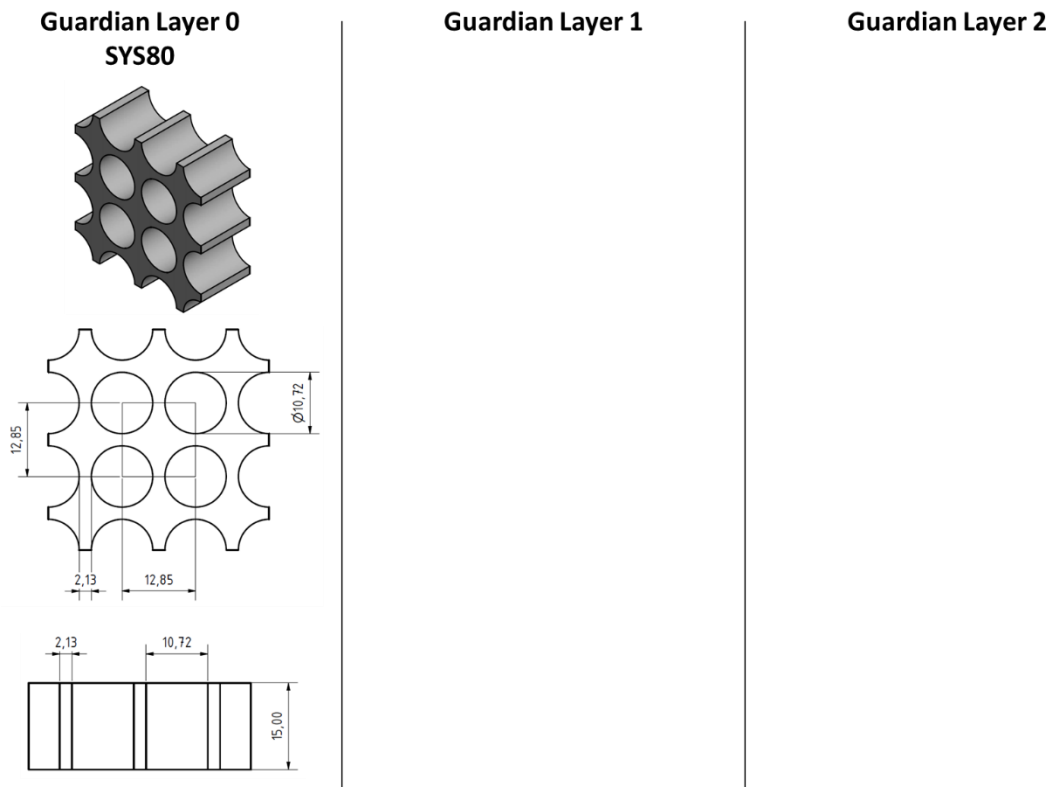 Guardian Layer 0
SYS80
Guardian Layer 1
Guardian Layer 2
Ø10,72
12,85
2,13
12,85
2,13
10,72
15,00